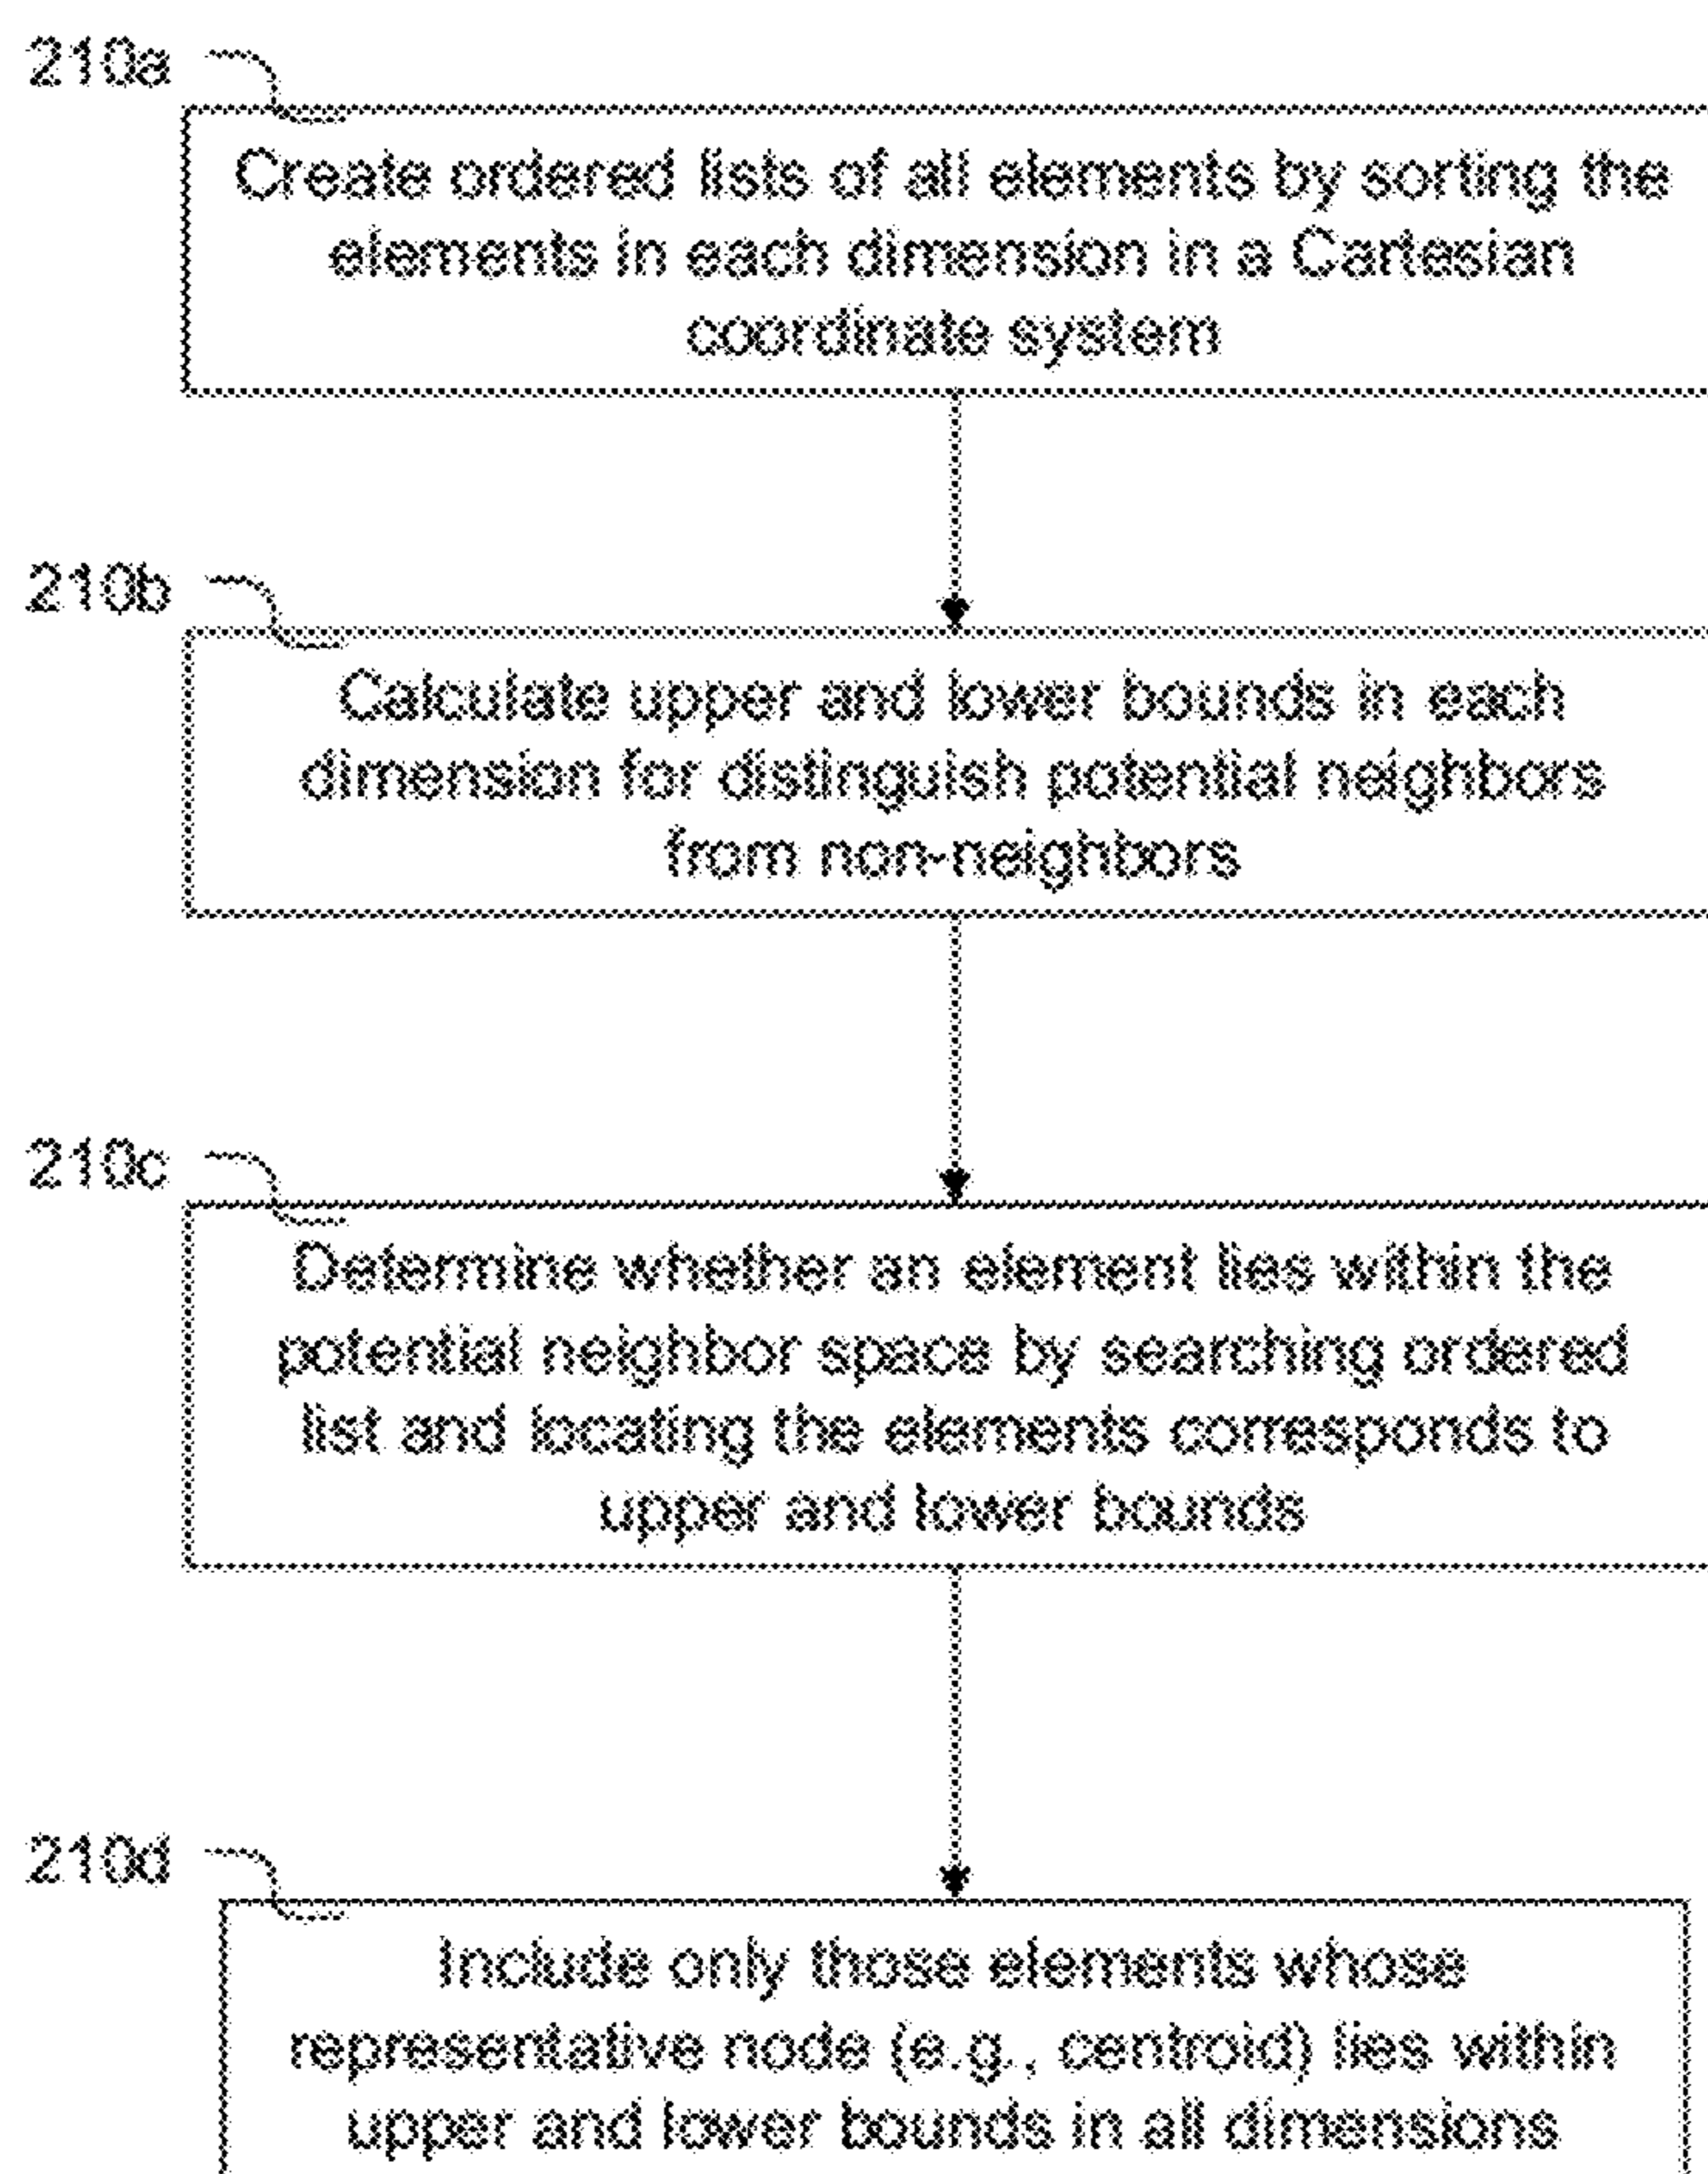 210a
Create ordered lists of all elements by sorting the
elements in each dimension in a Cartesian
coordinate system
210b
Calculate upper and lower bounds in each
dimension for distinguish potential neighbors
from non-neighbors
210c
Determine whether an element lies within the
potential neighbor space by searching ordered
list and locating the elements corresponds to
upper and lower bounds
210d
Include only those elements whose
representative node (e.g., centroid) lies within
upper and lower bounds in all dimensions